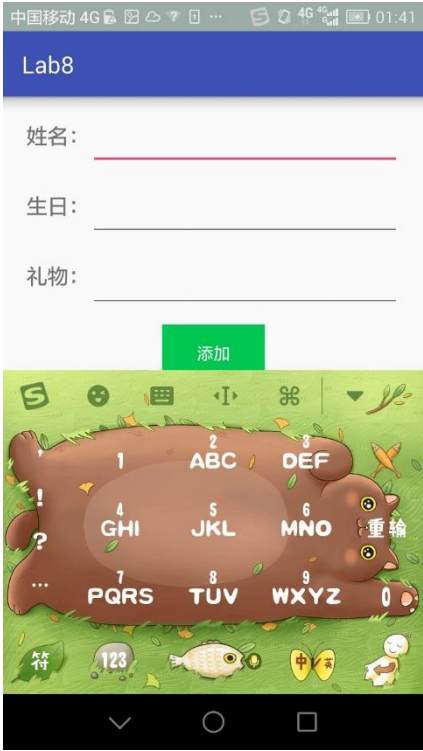 中国移动 4G 4G 01:41
Lab8
姓名：
生日：
礼物：
添加
,
1
2 ABC
3 DEF
!
4 GHI
5 JKL
6 MNO
重输
?
...
7 PQRS
8 TUV
9 WXYZ
0
符
123
中/英